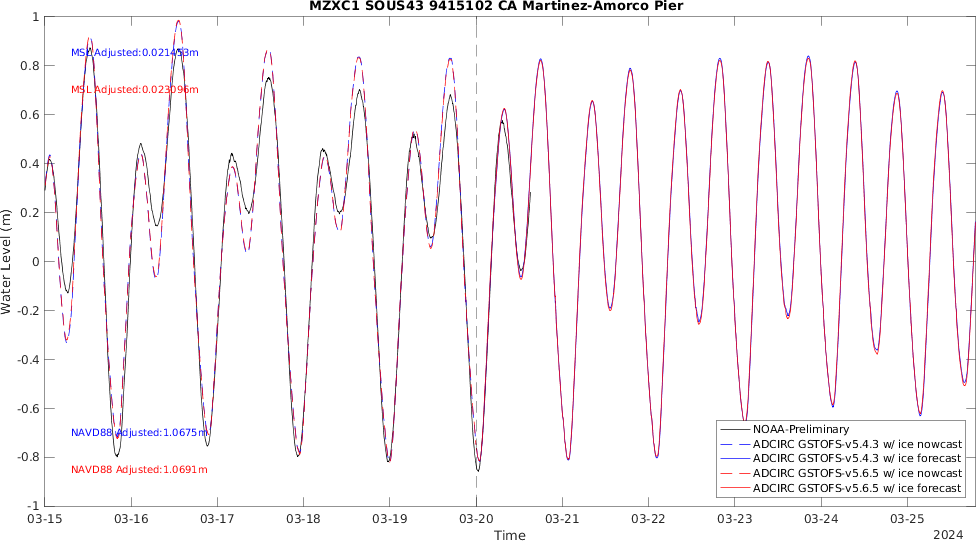 MZXC1 SOUS43 9415102 CA Martinez-Amorco Pier
1
0.8
0.6
0.4
0.2
0
-0.2
-0.4
-0.6
-0.8
-1
Water Level (m)
MSL Adjusted:0.021453m
MSL Adjusted:0.023096m
NAVD88 Adjusted:1.0675m
NAVD88 Adjusted:1.0691m
NOAA-Preliminary
ADCIRC GSTOFS-v5.4.3 w/ ice nowcast
ADCIRC GSTOFS-v5.4.3 w/ ice forecast
ADCIRC GSTOFS-v5.6.5 w/ ice nowcast
ADCIRC GSTOFS-v5.6.5 w/ ice forecast
03-15 03-16 03-17 03-18 03-19 03-20 03-21 03-22 03-23 03-24 03-25
Time
2024